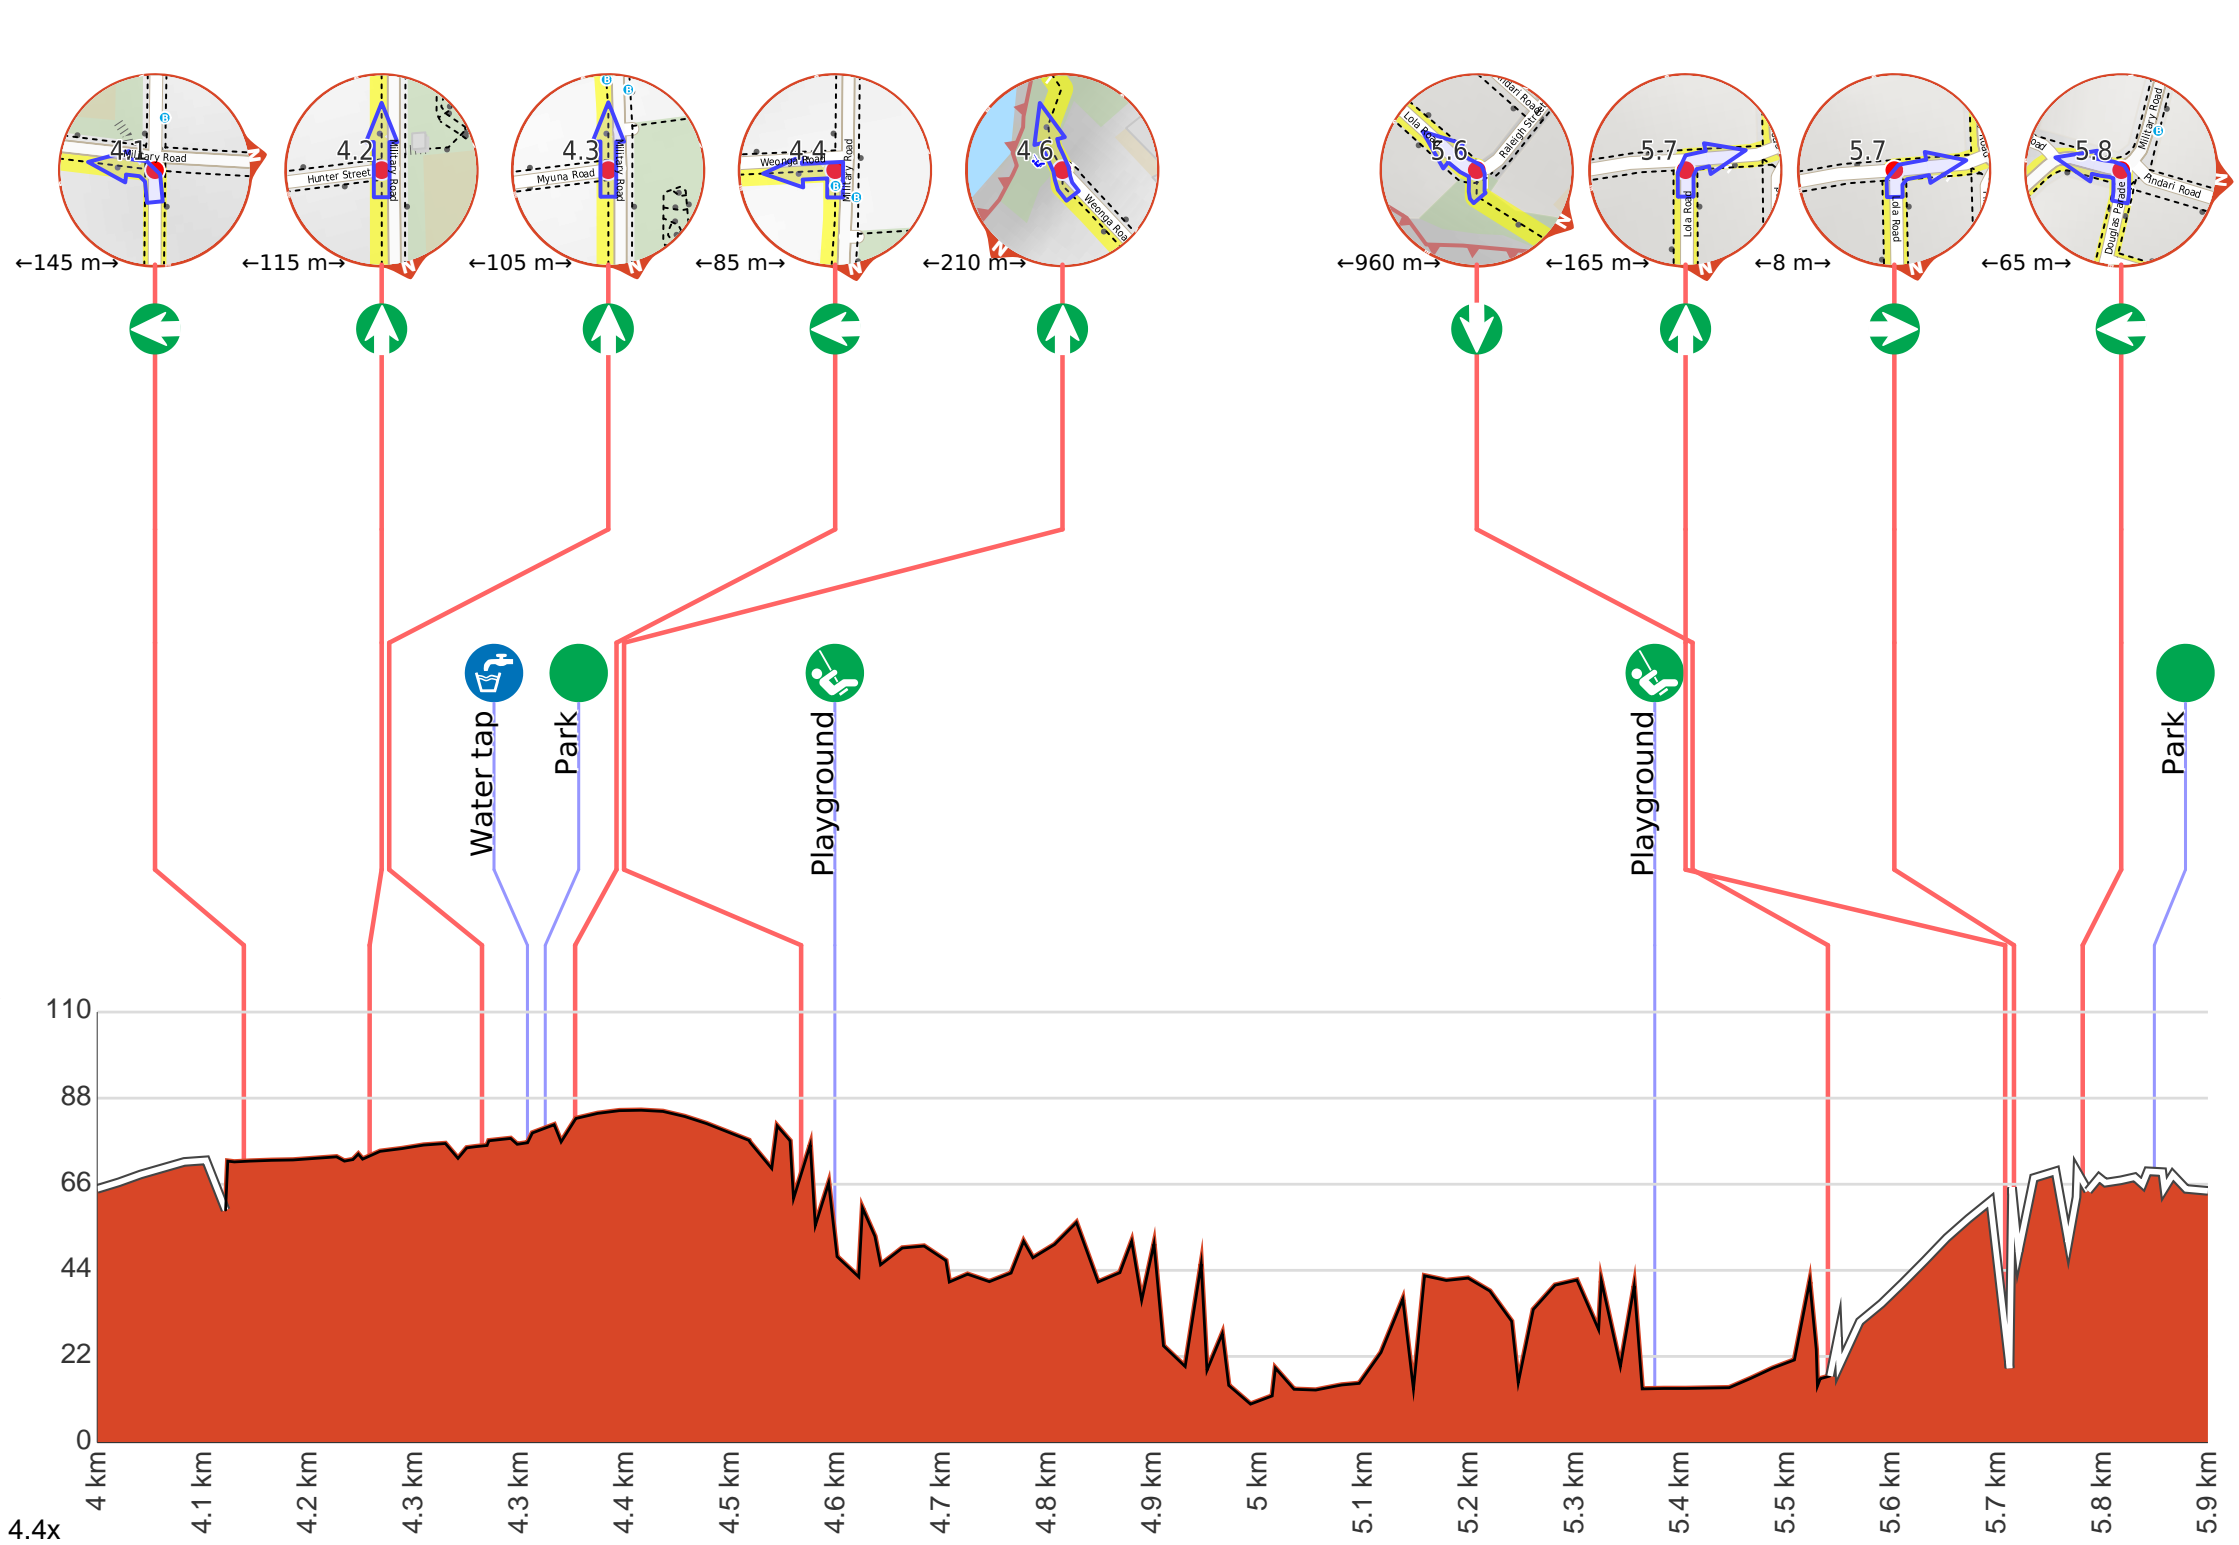 4.1
Military Road
N
←145 m→
4.2
Hunter Street
Military Road
N
←115 m→
4.3
Myuna Road
Military Road
B
B
N
←105 m→
4.4
Weonga Road
Military Road
B
B
N
←85 m→
4.6
Weonga Roa
N
←210 m→
5.6
Lola Road
Raleigh Street
ndari Road
N
←960 m→
5.7
Lola Road
N
←165 m→
5.7
Lola Road
N
←8 m→
5.8
Military Road
Andari Road
Douglas Parade
oad
B
N
←65 m→
Water tap
Park
Playground
Playground
Park
110
88
66
44
22
0
4 km
4.1 km
4.2 km
4.3 km
4.3 km
4.4 km
4.5 km
4.6 km
4.7 km
4.8 km
4.9 km
5 km
5.1 km
5.2 km
5.3 km
5.4 km
5.5 km
5.6 km
5.7 km
5.8 km
5.9 km
4.4x